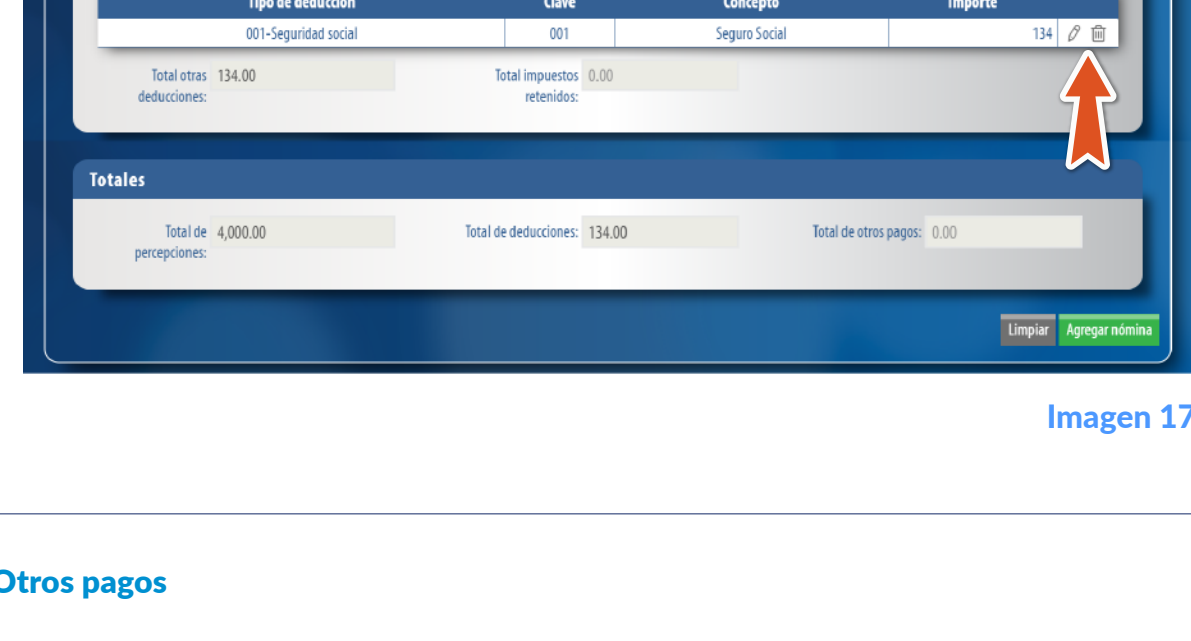 Tipo de deducción Clave Concepto Importe
001-Seguridad social 001 Seguro Social 134
Total otras deducciones: 134.00 Total impuestos retenidos: 0.00
Totales
Total de percepciones: 4,000.00 Total de deducciones: 134.00 Total de otros pagos: 0.00
Limpiar Agregar nómina
Imagen 17
Otros pagos